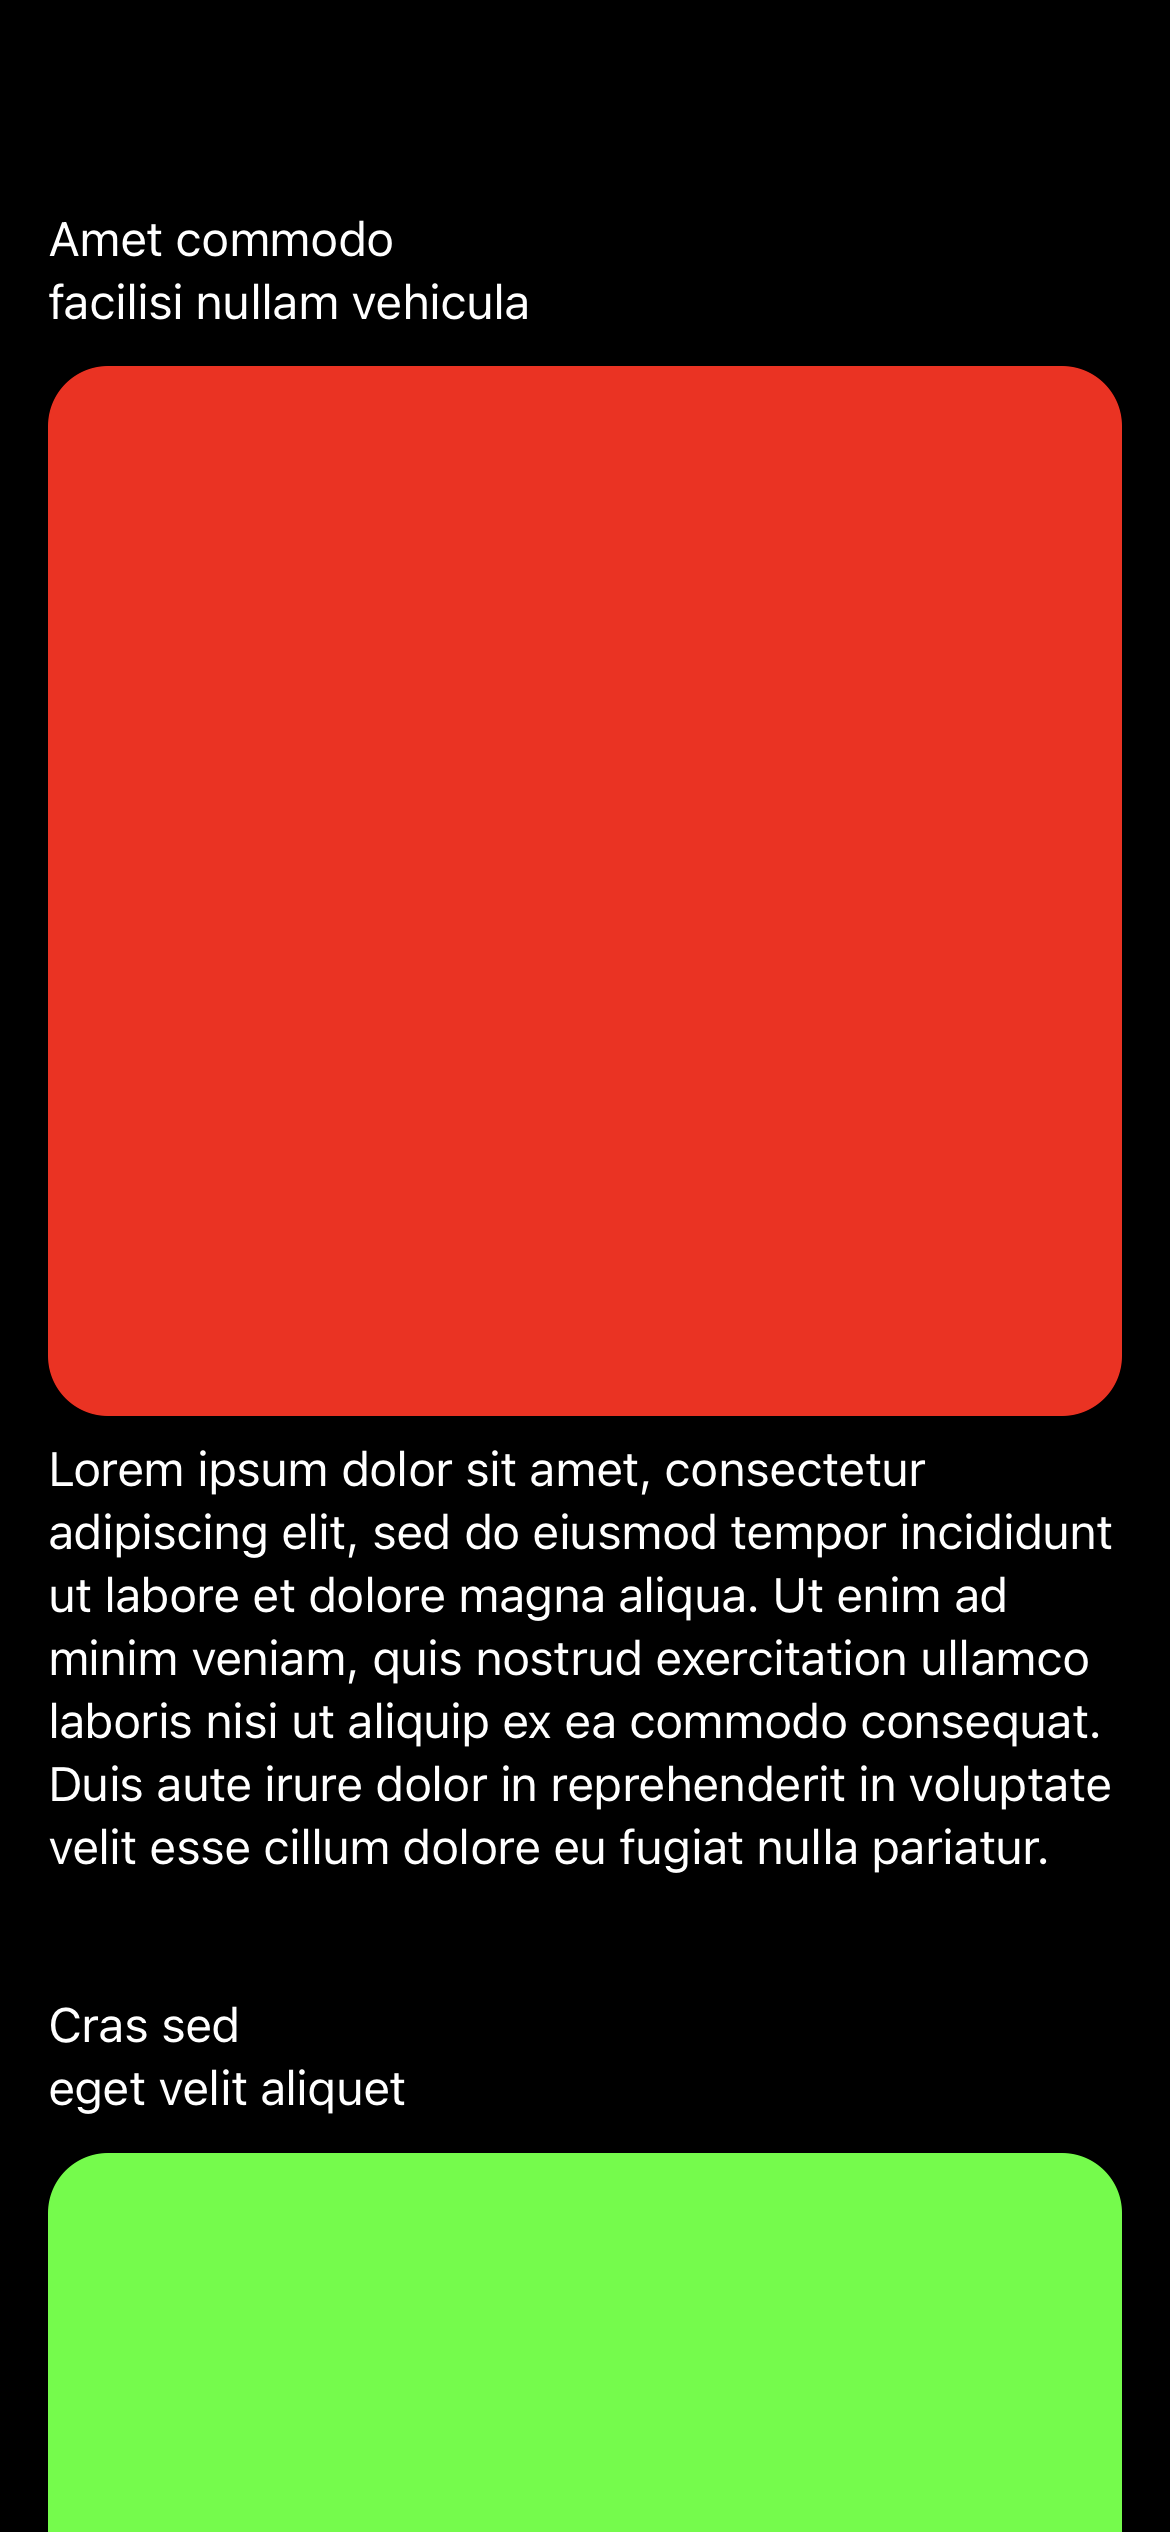 Amet commodo
facilisi nullam vehicula
Lorem ipsum dolor sit amet, consectetur
adipiscing elit, sed do eiusmod tempor incididunt
ut labore et dolore magna aliqua. Ut enim ad
minim veniam, quis nostrud exercitation ullamco
laboris nisi ut aliquip ex ea commodo consequat.
Duis aute irure dolor in reprehenderit in voluptate
velit esse cillum dolore eu fugiat nulla pariatur.
Cras sed
eget velit aliquet